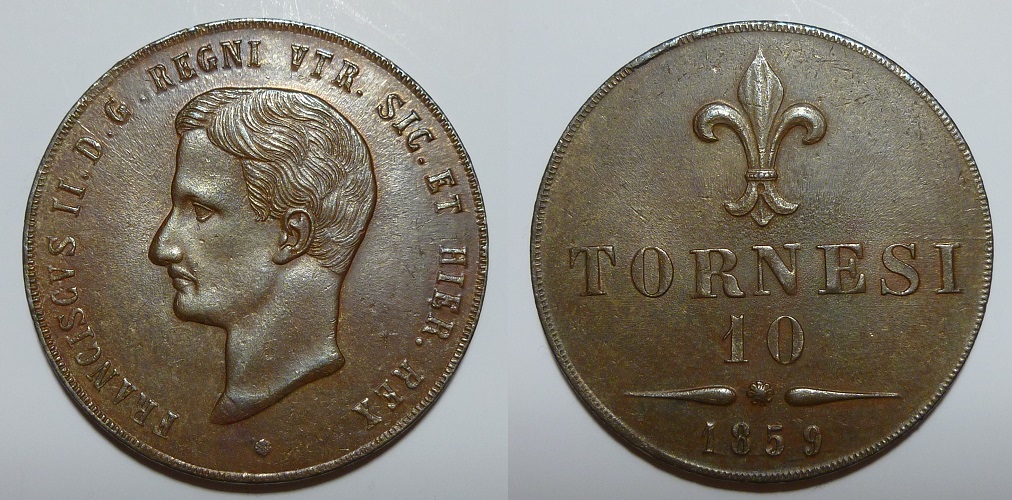 FRANCISCVS II. D. G. REGNI VTR. SIC. ET HIER. REX
TORNESI
10
1859